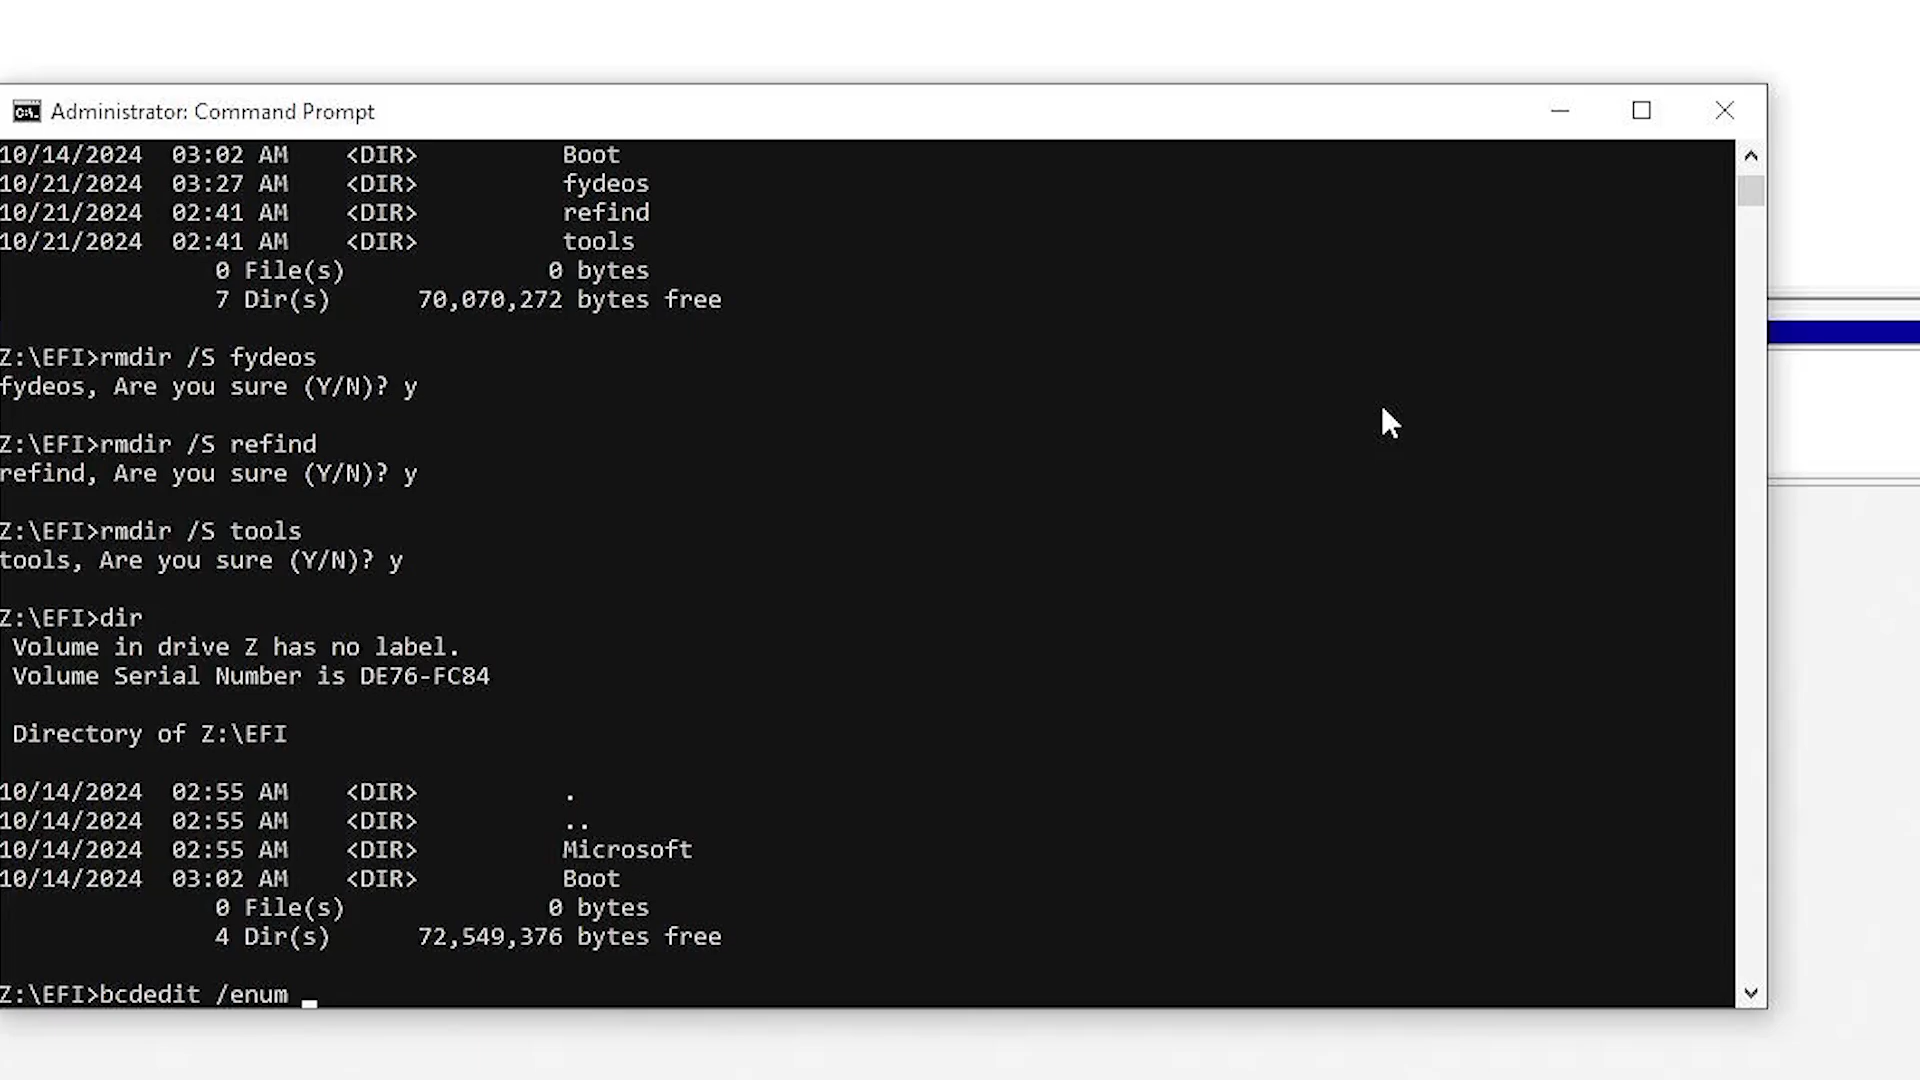 Administrator: Command Prompt
10/14/2024  03:02 AM    <DIR>          Boot
10/21/2024  03:27 AM    <DIR>          fydeos
10/21/2024  02:41 AM    <DIR>          refind
10/21/2024  02:41 AM    <DIR>          tools
0 File(s)              0 bytes
7 Dir(s)      70,070,272 bytes free
Z:\EFI>rmdir /S fydeos
fydeos, Are you sure (Y/N)? y
Z:\EFI>rmdir /S refind
refind, Are you sure (Y/N)? y
Z:\EFI>rmdir /S tools
tools, Are you sure (Y/N)? y
Z:\EFI>dir
Volume in drive Z has no label.
Volume Serial Number is DE76-FC84
Directory of Z:\EFI
10/14/2024  02:55 AM    <DIR>          .
10/14/2024  02:55 AM    <DIR>          ..
10/14/2024  02:55 AM    <DIR>          Microsoft
10/14/2024  03:02 AM    <DIR>          Boot
0 File(s)              0 bytes
4 Dir(s)      72,549,376 bytes free
Z:\EFI>bcdedit /enum